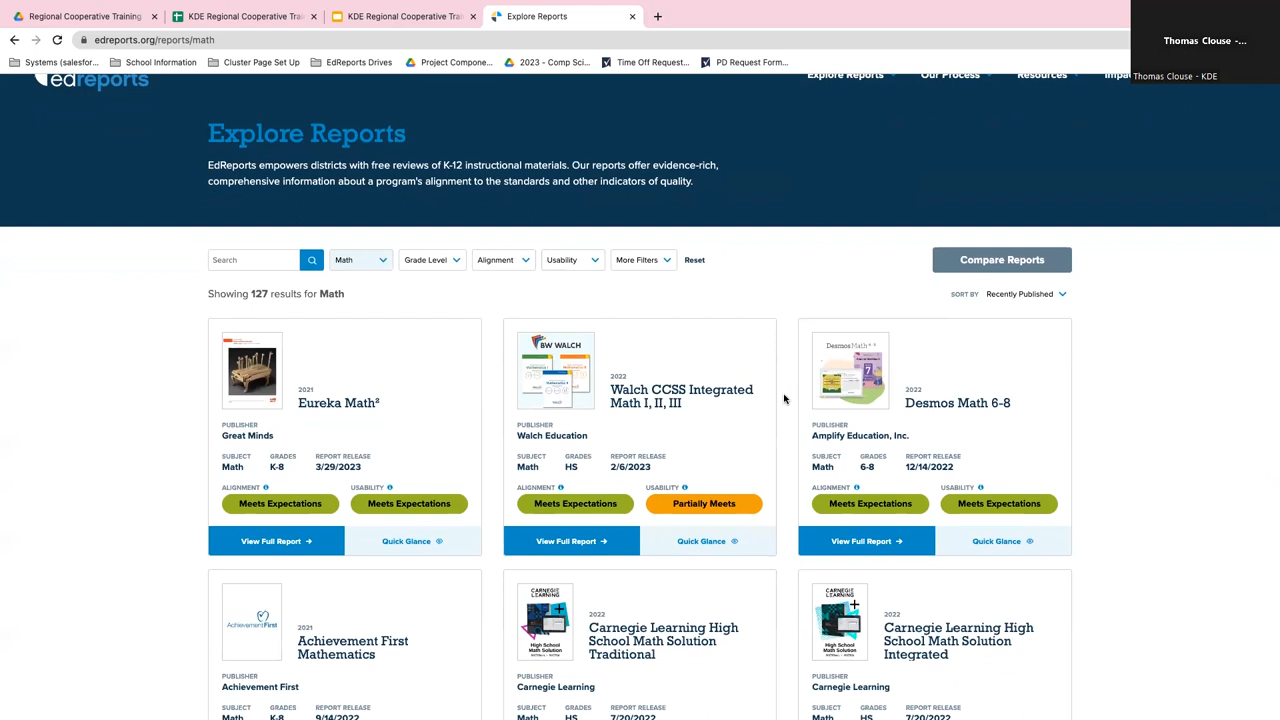 Regional Cooperative Training
KDE Regional Cooperative Trai
KDE Regional Cooperative Trai
Explore Reports
edreports.org/reports/math
Systems (salesfor...
School Information
Cluster Page Set Up
EdReports Drives
Project Compone...
2023 - Comp Sci...
Time Off Request...
PD Request Form...
Thomas Clouse -...
Thomas Clouse - KDE
edreports
Explore Reports
Our Process
Resources
Impa
Explore Reports
EdReports empowers districts with free reviews of K-12 instructional materials. Our reports offer evidence-rich,
comprehensive information about a program's alignment to the standards and other indicators of quality.
Search
Math
Grade Level
Alignment
Usability
More Filters
Reset
Compare Reports
Showing 127 results for Math
SORT BY Recently Published
2021
Eureka Math²
PUBLISHER
Great Minds
SUBJECT GRADES REPORT RELEASE
Math K-8 3/29/2023
ALIGNMENT USABILITY
Meets Expectations Meets Expectations
View Full Report → Quick Glance
BW WALCH
2022
Walch CCSS Integrated
Math I, II, III
PUBLISHER
Walch Education
SUBJECT GRADES REPORT RELEASE
Math HS 2/6/2023
ALIGNMENT USABILITY
Meets Expectations Partially Meets
View Full Report → Quick Glance
Desmos Math
7
2022
Desmos Math 6-8
PUBLISHER
Amplify Education, Inc.
SUBJECT GRADES REPORT RELEASE
Math 6-8 12/14/2022
ALIGNMENT USABILITY
Meets Expectations Meets Expectations
View Full Report → Quick Glance
AchievementFirst
2021
Achievement First
Mathematics
PUBLISHER
Achievement First
SUBJECT GRADES REPORT RELEASE
Math K-8 9/14/2022
CARNEGIE
LEARNING
High School
Math Solution
2022
Carnegie Learning High
School Math Solution
Traditional
PUBLISHER
Carnegie Learning
SUBJECT GRADES REPORT RELEASE
Math HS 7/20/2022
CARNEGIE
LEARNING
High School
Math Solution
2022
Carnegie Learning High
School Math Solution
Integrated
PUBLISHER
Carnegie Learning
SUBJECT GRADES REPORT RELEASE
Math HS 7/20/2022